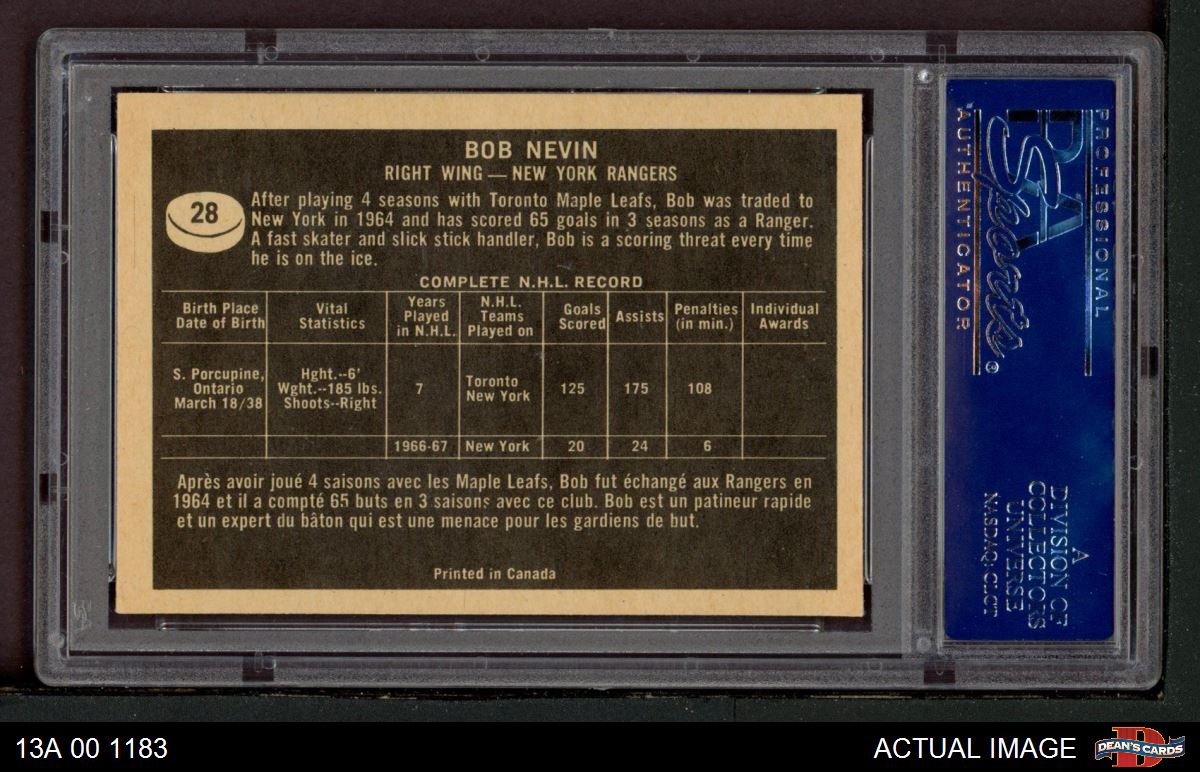 BOB NEVIN
RIGHT WING — NEW YORK RANGERS
28
After playing 4 seasons with Toronto Maple Leafs, Bob was traded to
New York in 1964 and has scored 65 goals in 3 seasons as a Ranger.
A fast skater and slick stick handler, Bob is a scoring threat every time
he is on the ice.
COMPLETE N.H.L. RECORD
Birth Place
Date of Birth
Vital
Statistics
Years
Played
in N.H.L.
N.H.L.
Teams
Played on
Goals
Scored
Assists
Penalties
(in min.)
Individual
Awards
S. Porcupine,
Ontario
March 18/38
Hght.--6'
Wght.--185 lbs.
Shoots--Right
7
Toronto
New York
125
175
108
1966-67
New York
20
24
6
Après avoir joué 4 saisons avec les Maple Leafs, Bob fut échangé aux Rangers en
1964 et il a compté 65 buts en 3 saisons avec ce club. Bob est un patineur rapide
et un expert du bâton qui est une menace pour les gardiens de but.
Printed in Canada
PROFESSIONAL
PSA
Sports®
AUTHENTICATOR
A
DIVISION OF
COLLECTORS
UNIVERSE
NASDAQ: CLCT
13A 00 1183
ACTUAL IMAGE
D
DEAN'S CARDS